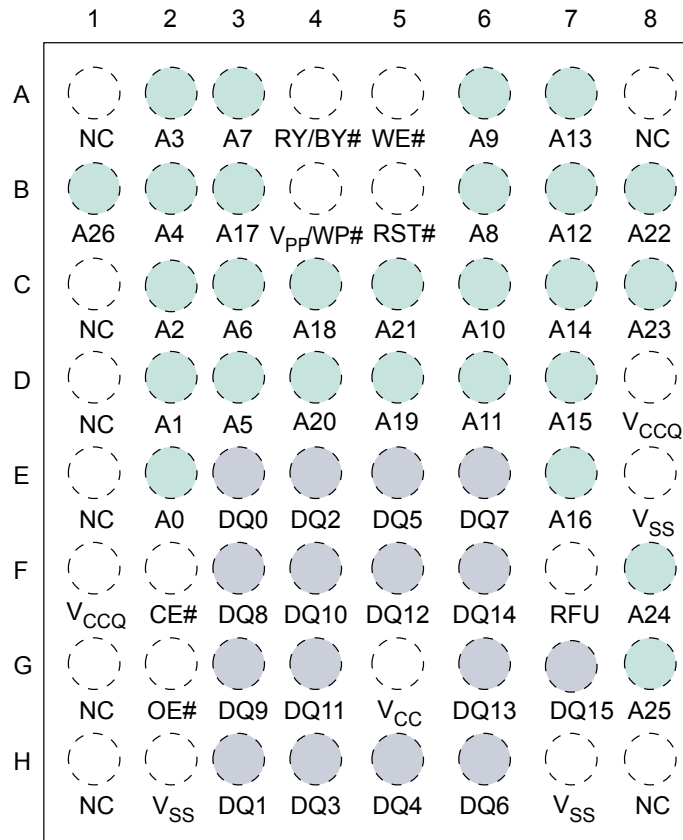 1 2 3 4 5 6 7 8
A
NC A3 A7 RY/BY# WE# A9 A13 NC
B
A26 A4 A17 VPP/WP# RST# A8 A12 A22
C
NC A2 A6 A18 A21 A10 A14 A23
D
NC A1 A5 A20 A19 A11 A15 VCCQ
E
NC A0 DQ0 DQ2 DQ5 DQ7 A16 VSS
F
VCCQ CE# DQ8 DQ10 DQ12 DQ14 RFU A24
G
NC OE# DQ9 DQ11 VCC DQ13 DQ15 A25
H
NC VSS DQ1 DQ3 DQ4 DQ6 VSS NC